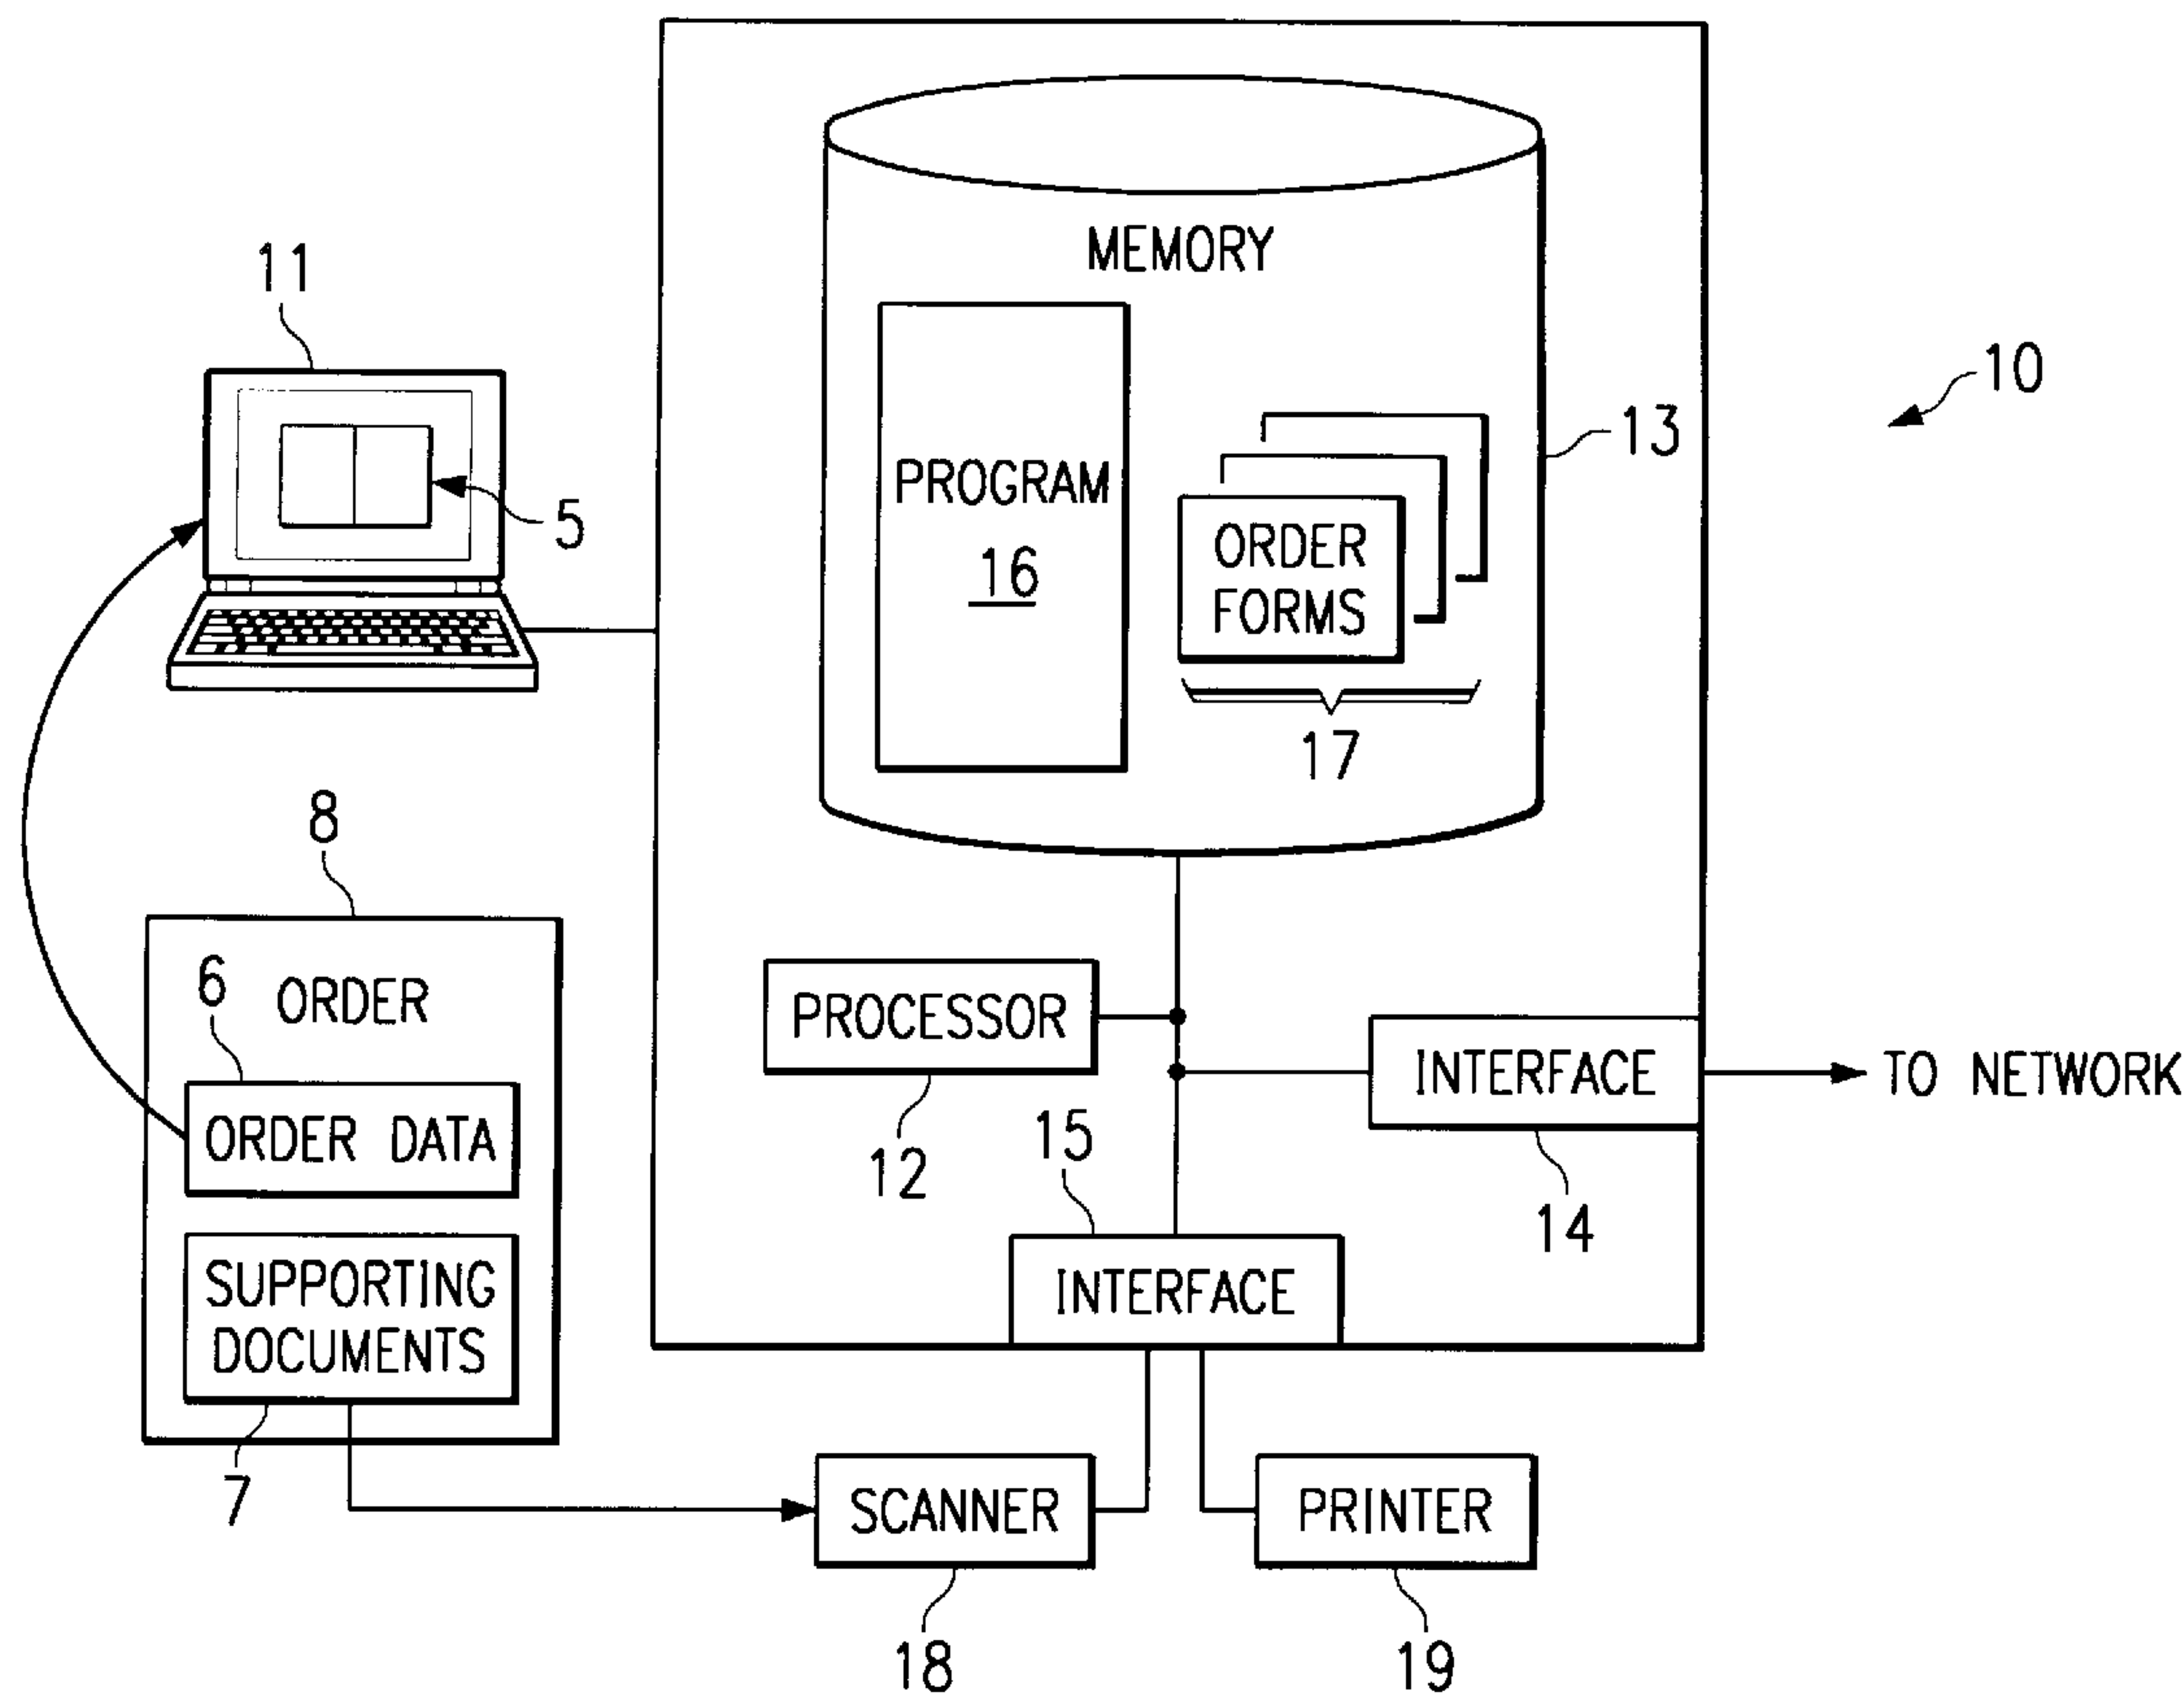 MEMORY
11
10
13
PROGRAM
16
5
ORDER
FORMS
17
8
6
ORDER
PROCESSOR
INTERFACE
TO NETWORK
ORDER DATA
15
12
14
SUPPORTING
DOCUMENTS
INTERFACE
7
SCANNER
PRINTER
18
19